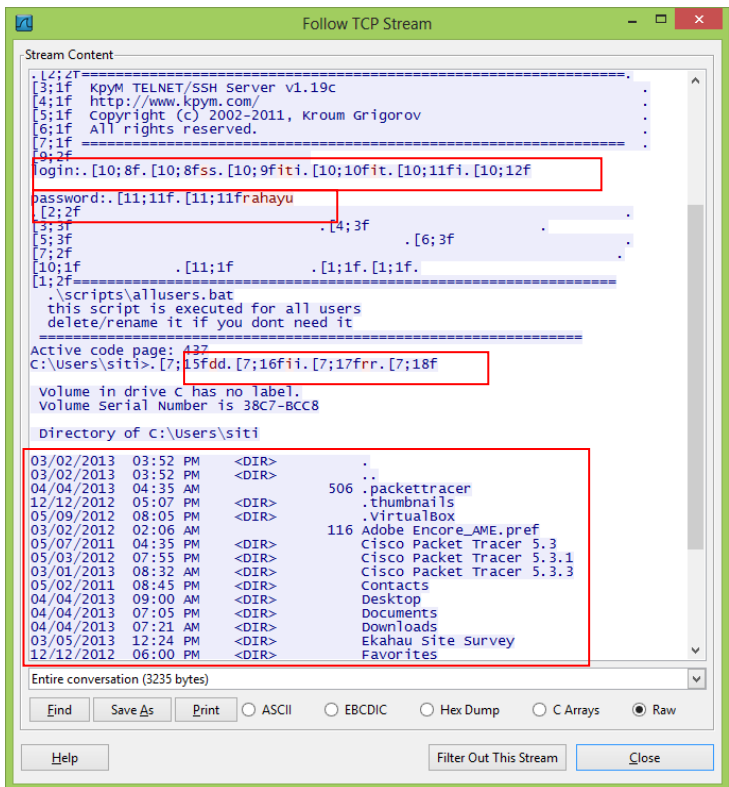 Follow TCP Stream
Stream Content
.[2;2f=================================================================.
[3;1f KpyM TELNET/SSH Server v1.19c .
[4;1f http://www.kpym.com/ .
[5;1f Copyright (c) 2002-2011, Kroum Grigorov .
[6;1f All rights reserved. .
[7;1f ================================================================= .
[9;2f
login:.[10;8f.[10;8fss.[10;9fiti.[10;10fit.[10;11fi.[10;12f
password:.[11;11f.[11;11frahayu
.[2;2f .
[3;3f .[4;3f .
[5;3f .[6;3f .
[7;2f .
[10;1f .[11;1f .[1;1f.[1;1f.
[1;2f=================================================================
.\scripts\allusers.bat
this script is executed for all users
delete/rename it if you dont need it
=================================================================
Active code page: 437
C:\Users\siti>.[7;15fdd.[7;16fii.[7;17frr.[7;18f
Volume in drive C has no label.
Volume Serial Number is 38C7-BCC8
Directory of C:\Users\siti
03/02/2013 03:52 PM <DIR> .
03/02/2013 03:52 PM <DIR> ..
04/04/2013 04:35 AM 506 .packettracer
12/12/2012 05:07 PM <DIR> .thumbnails
05/09/2012 08:05 PM <DIR> .VirtualBox
03/02/2012 02:06 AM 116 Adobe Encore_AME.pref
05/07/2011 04:35 PM <DIR> Cisco Packet Tracer 5.3
05/03/2012 07:55 PM <DIR> Cisco Packet Tracer 5.3.1
03/01/2013 08:32 AM <DIR> Cisco Packet Tracer 5.3.3
05/02/2011 08:45 PM <DIR> Contacts
04/04/2013 09:00 AM <DIR> Desktop
04/04/2013 07:05 PM <DIR> Documents
04/04/2013 07:21 AM <DIR> Downloads
03/05/2013 12:24 PM <DIR> Ekahau Site Survey
12/12/2012 06:00 PM <DIR> Favorites
Entire conversation (3235 bytes)
Find Save As Print ASCII EBCDIC Hex Dump C Arrays Raw
Help Filter Out This Stream Close